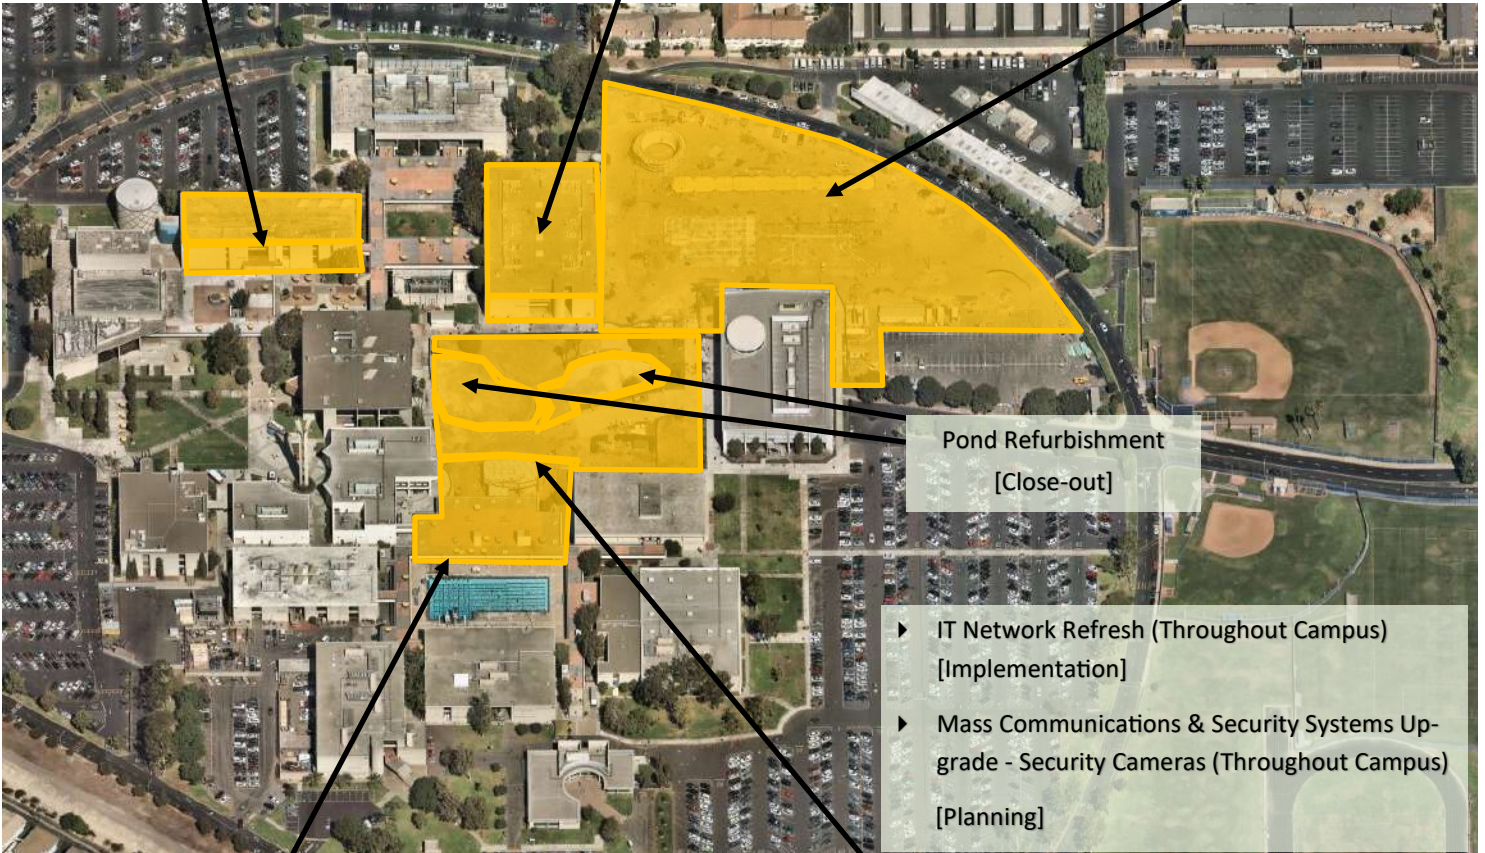 Pond Refurbishment
[Close-out]
IT Network Refresh (Throughout Campus)
[Implementation]
Mass Communications & Security Systems Up-
grade - Security Cameras (Throughout Campus)
[Planning]